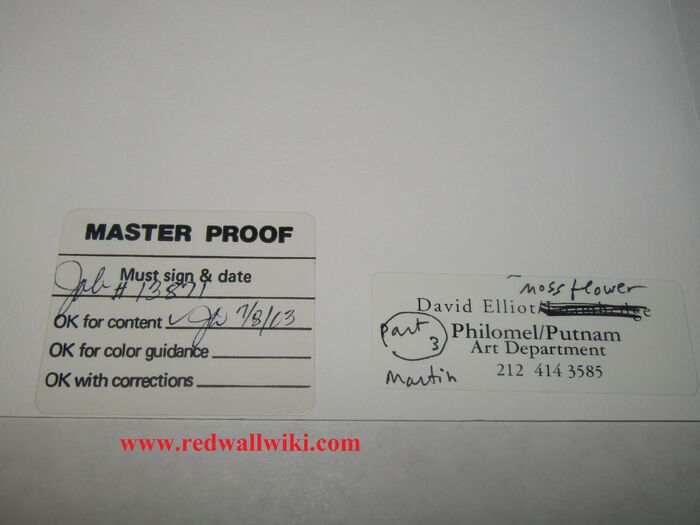 MASTER PROOF
Must sign & date
Job # 13871
OK for content ✓ 7/8/03
OK for color guidance
OK with corrections
Mossflower
David Elliot
part 3
Philomel/Putnam
Art Department
Martin
212 414 3585
www.redwallwiki.com